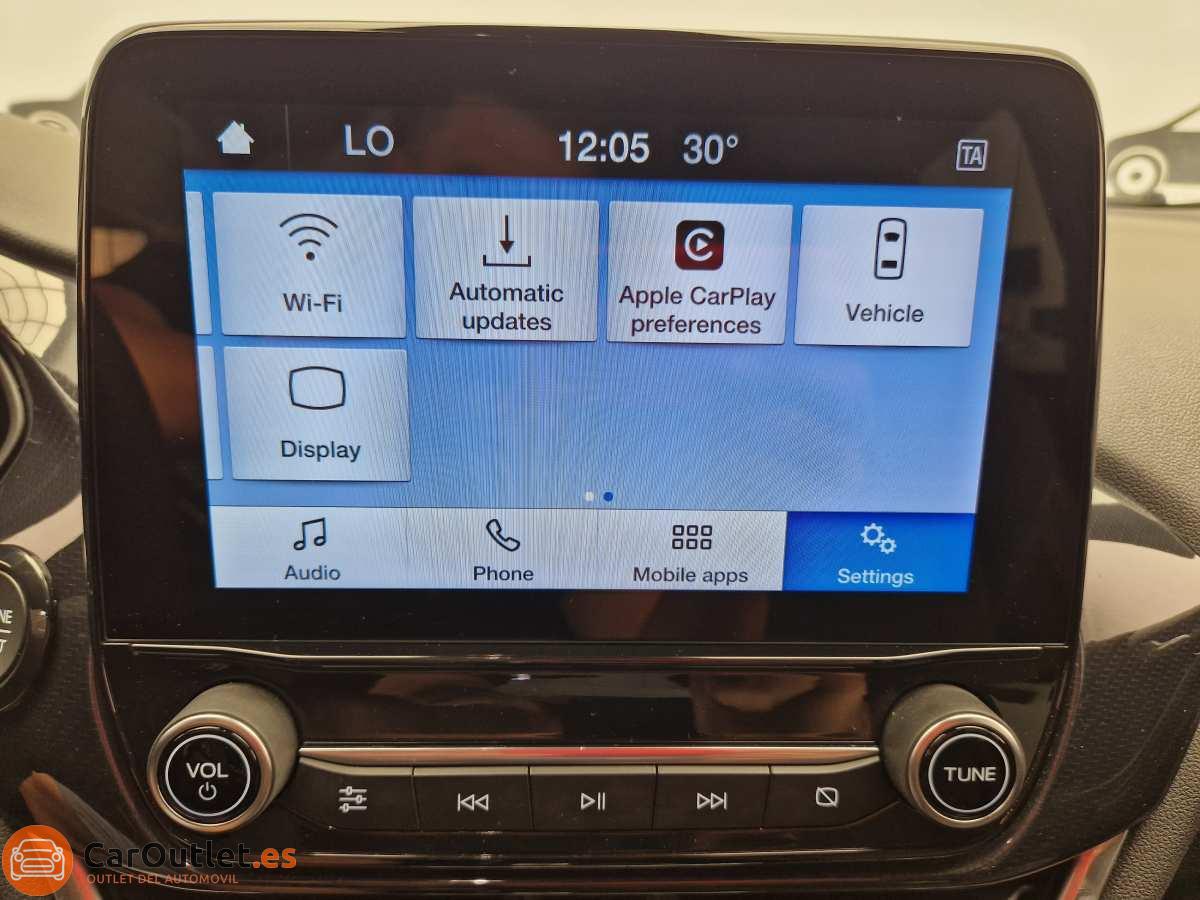 LO
12:05 30°
TA
Wi-Fi
Automatic
updates
Apple CarPlay
preferences
Vehicle
Display
Audio
Phone
Mobile apps
Settings
VOL
TUNE
CarOutlet.es
OUTLET DEL AUTOMOVIL